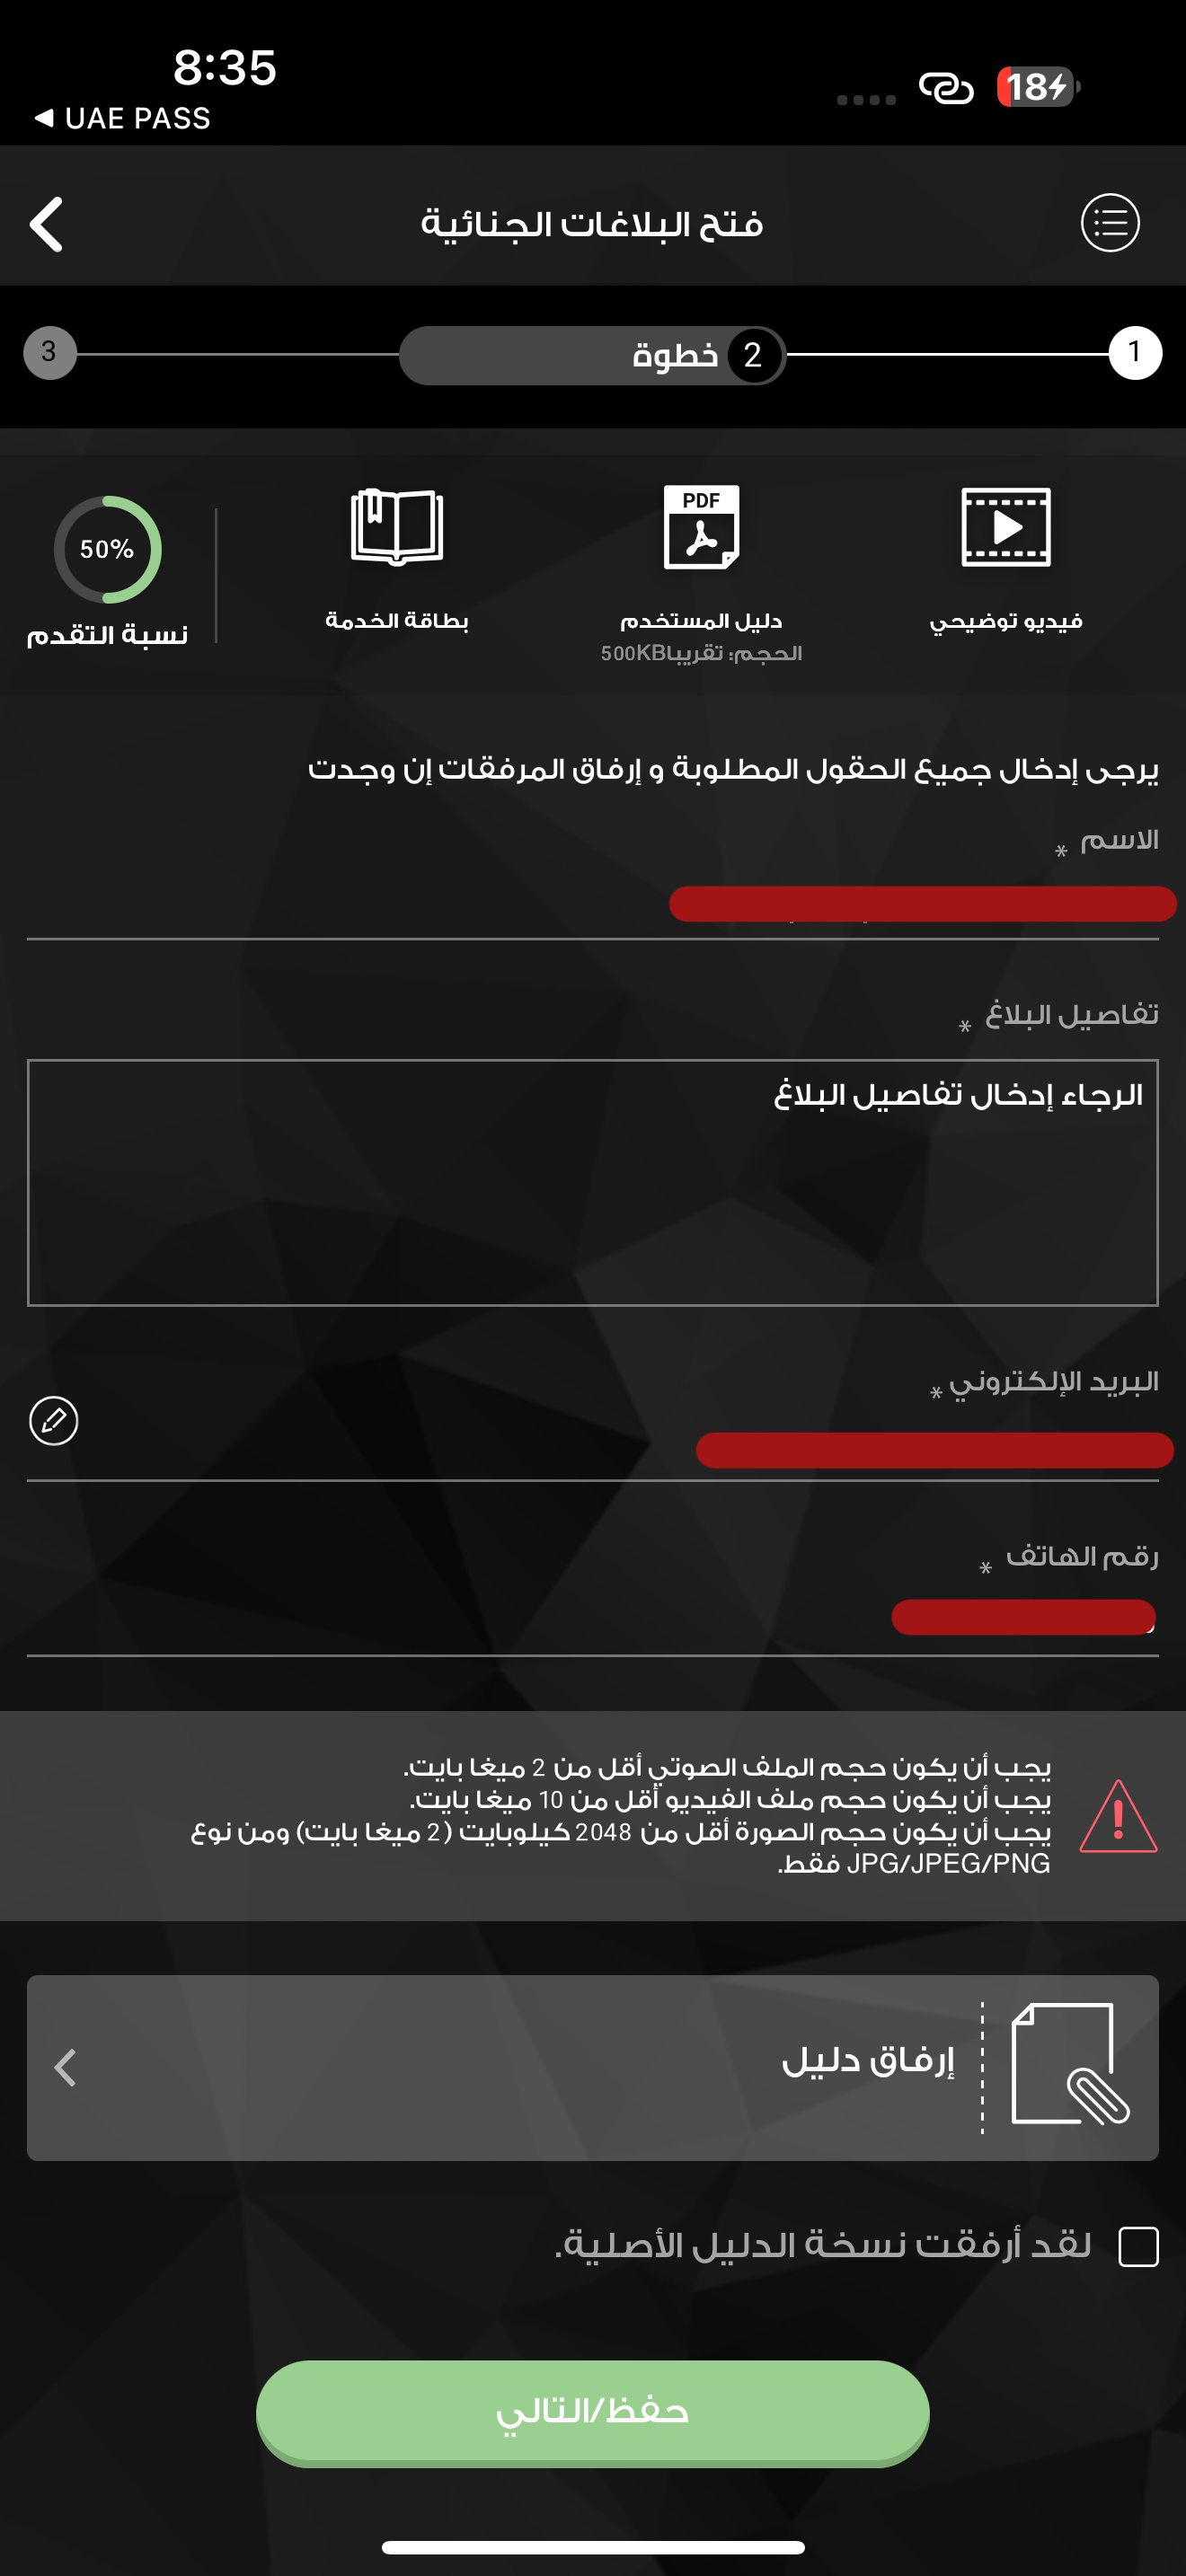 8:35
18
◀ UAE PASS
فتح البلاغات الجنائية
1
2 خطوة
3
فيديو توضيحي
PDF
دليل المستخدم
الحجم: تقريبا500KB
بطاقة الخدمة
50%
نسبة التقدم
يرجى إدخال جميع الحقول المطلوبة و إرفاق المرفقات إن وجدت
الاسم *
تفاصيل البلاغ *
الرجاء إدخال تفاصيل البلاغ
البريد الإلكتروني *
رقم الهاتف *
يجب أن يكون حجم الملف الصوتي أقل من 2 ميغا بايت.
يجب أن يكون حجم ملف الفيديو أقل من 10 ميغا بايت.
يجب أن يكون حجم الصورة أقل من 2048 كيلوبايت (2 ميغا بايت) ومن نوع
JPG/JPEG/PNG فقط.
إرفاق دليل
لقد أرفقت نسخة الدليل الأصلية.
حفظ/التالي